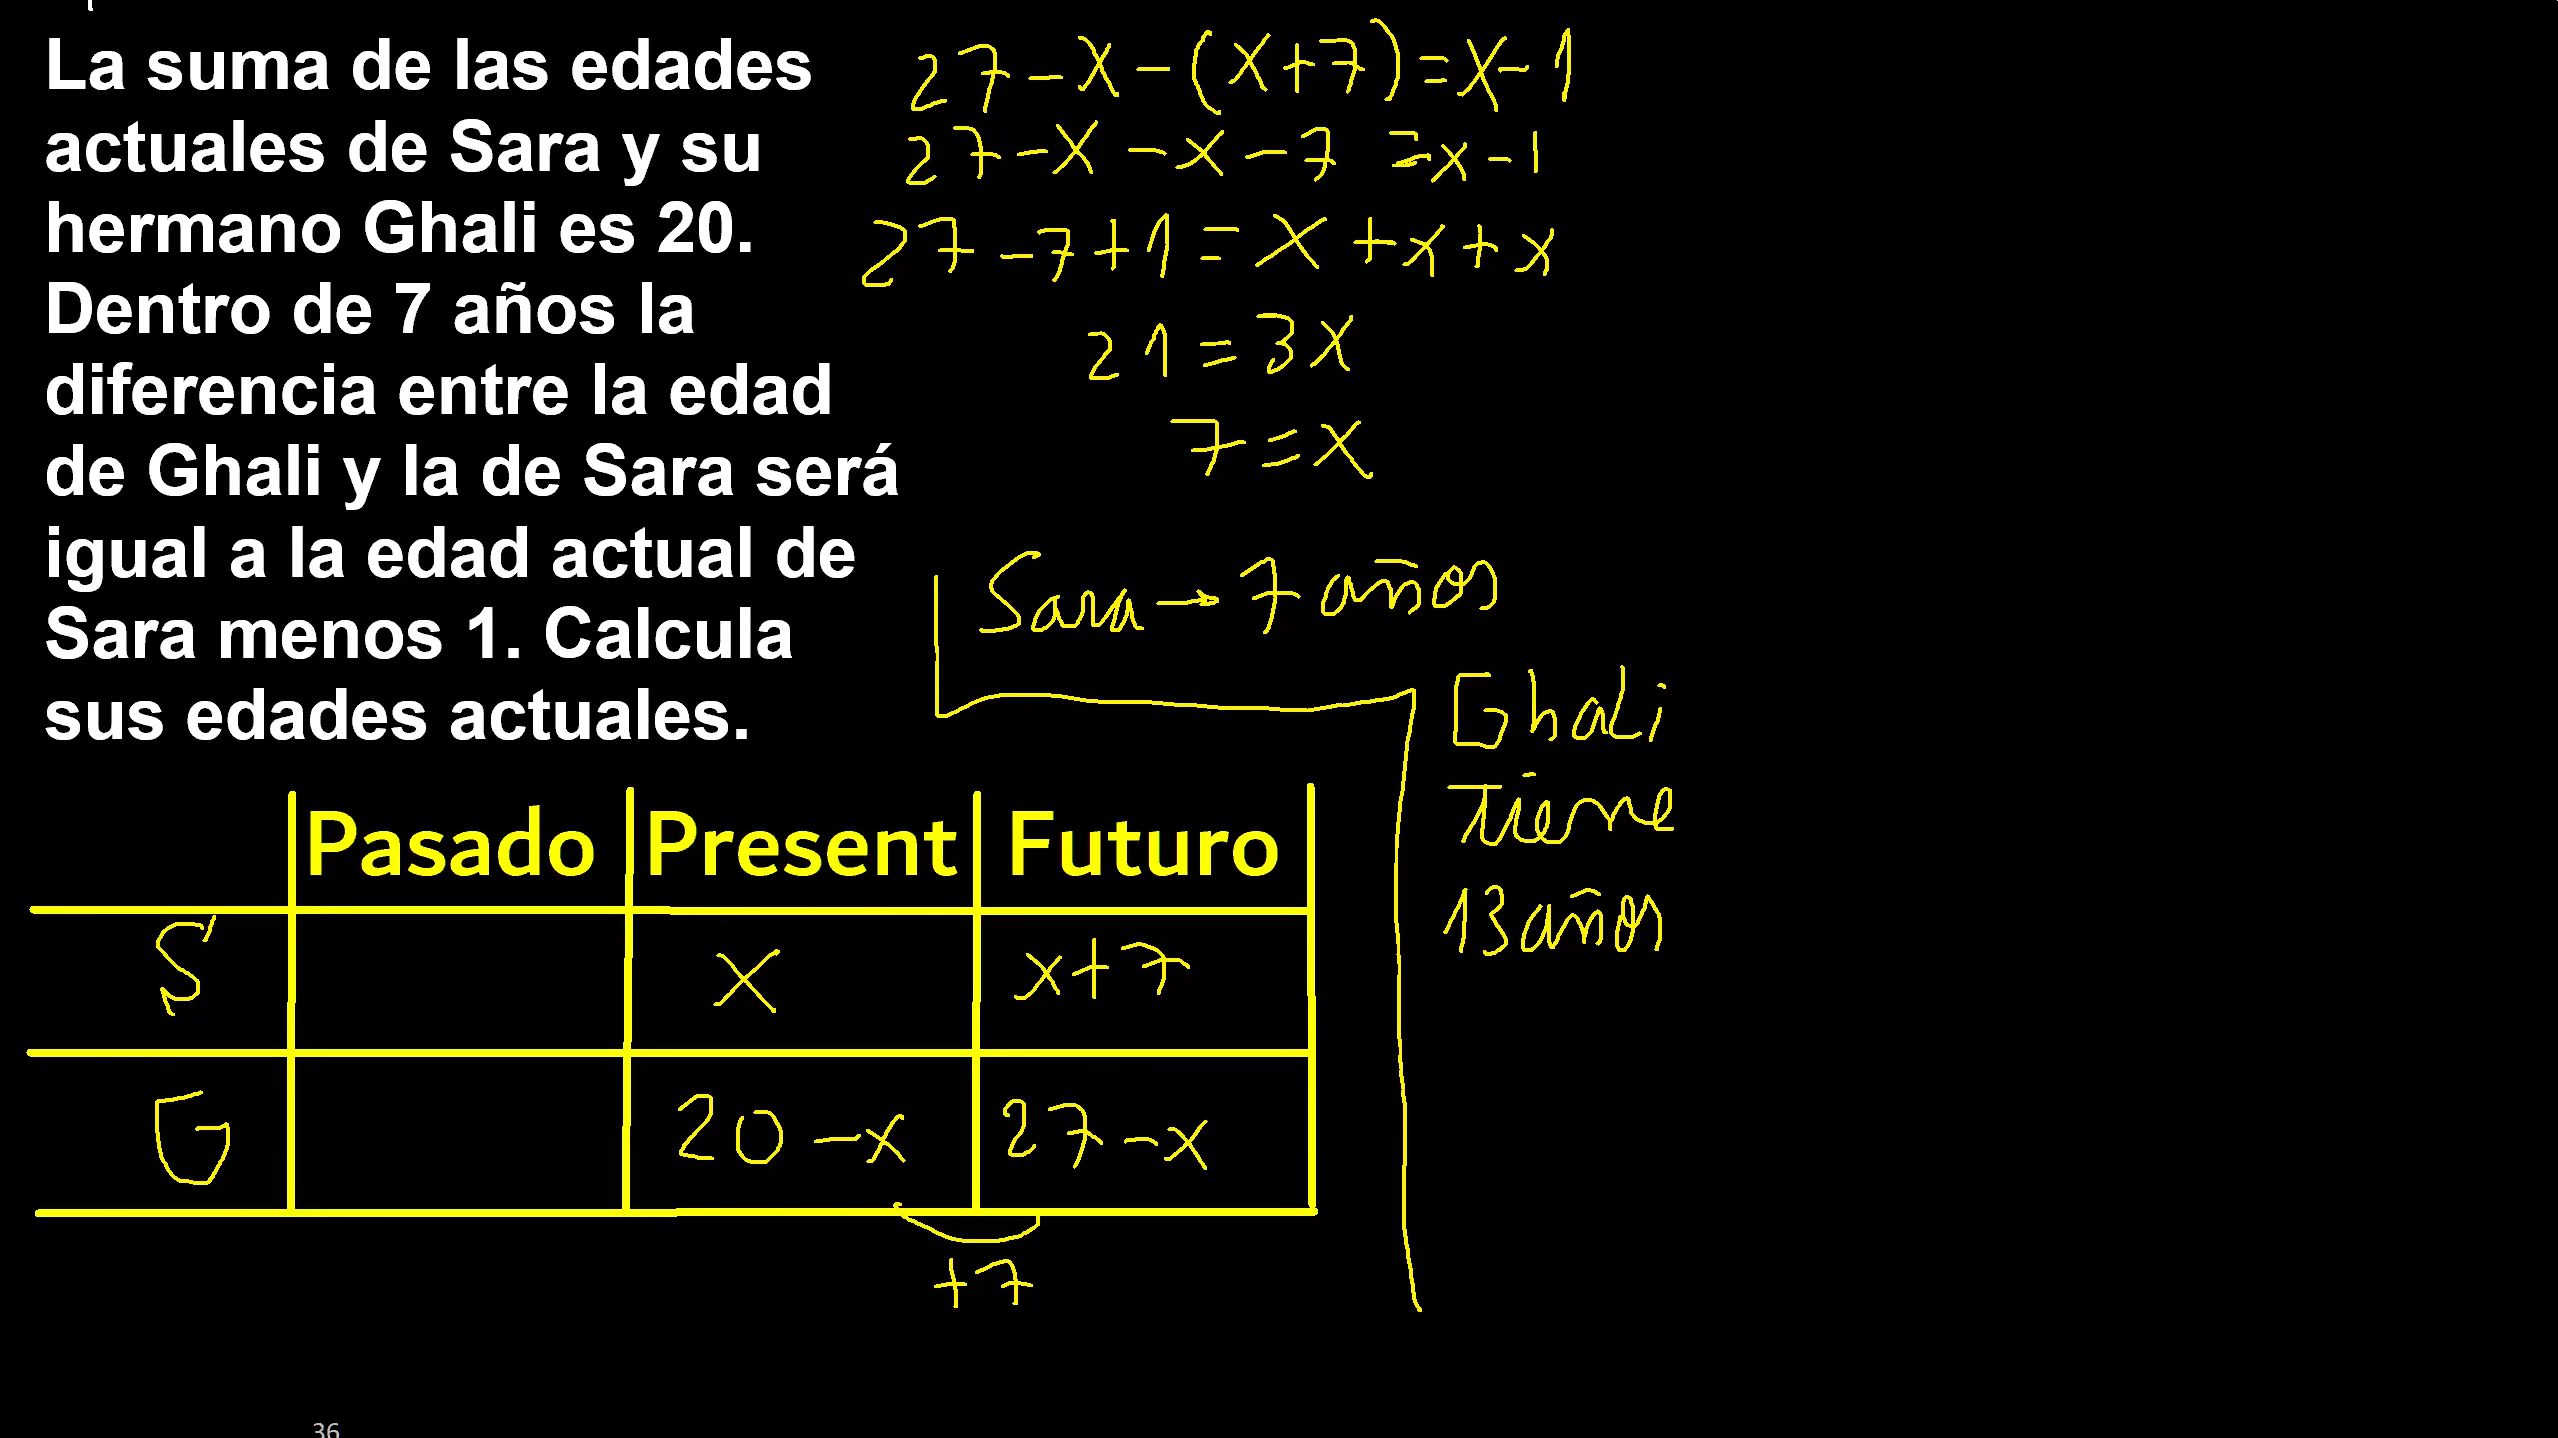 La suma de las edades
actuales de Sara y su
hermano Ghali es 20.
Dentro de 7 años la
diferencia entre la edad
de Ghali y la de Sara será
igual a la edad actual de
Sara menos 1. Calcula
sus edades actuales.
27-x-(x+7)=x-1
27-x-x-7=x-1
27-7+1=x+x+x
21=3x
7=x
Sara→7 años
Ghali
tiene
13 años
Pasado Present Futuro
S x x+7
G 20-x 27-x
+7
36